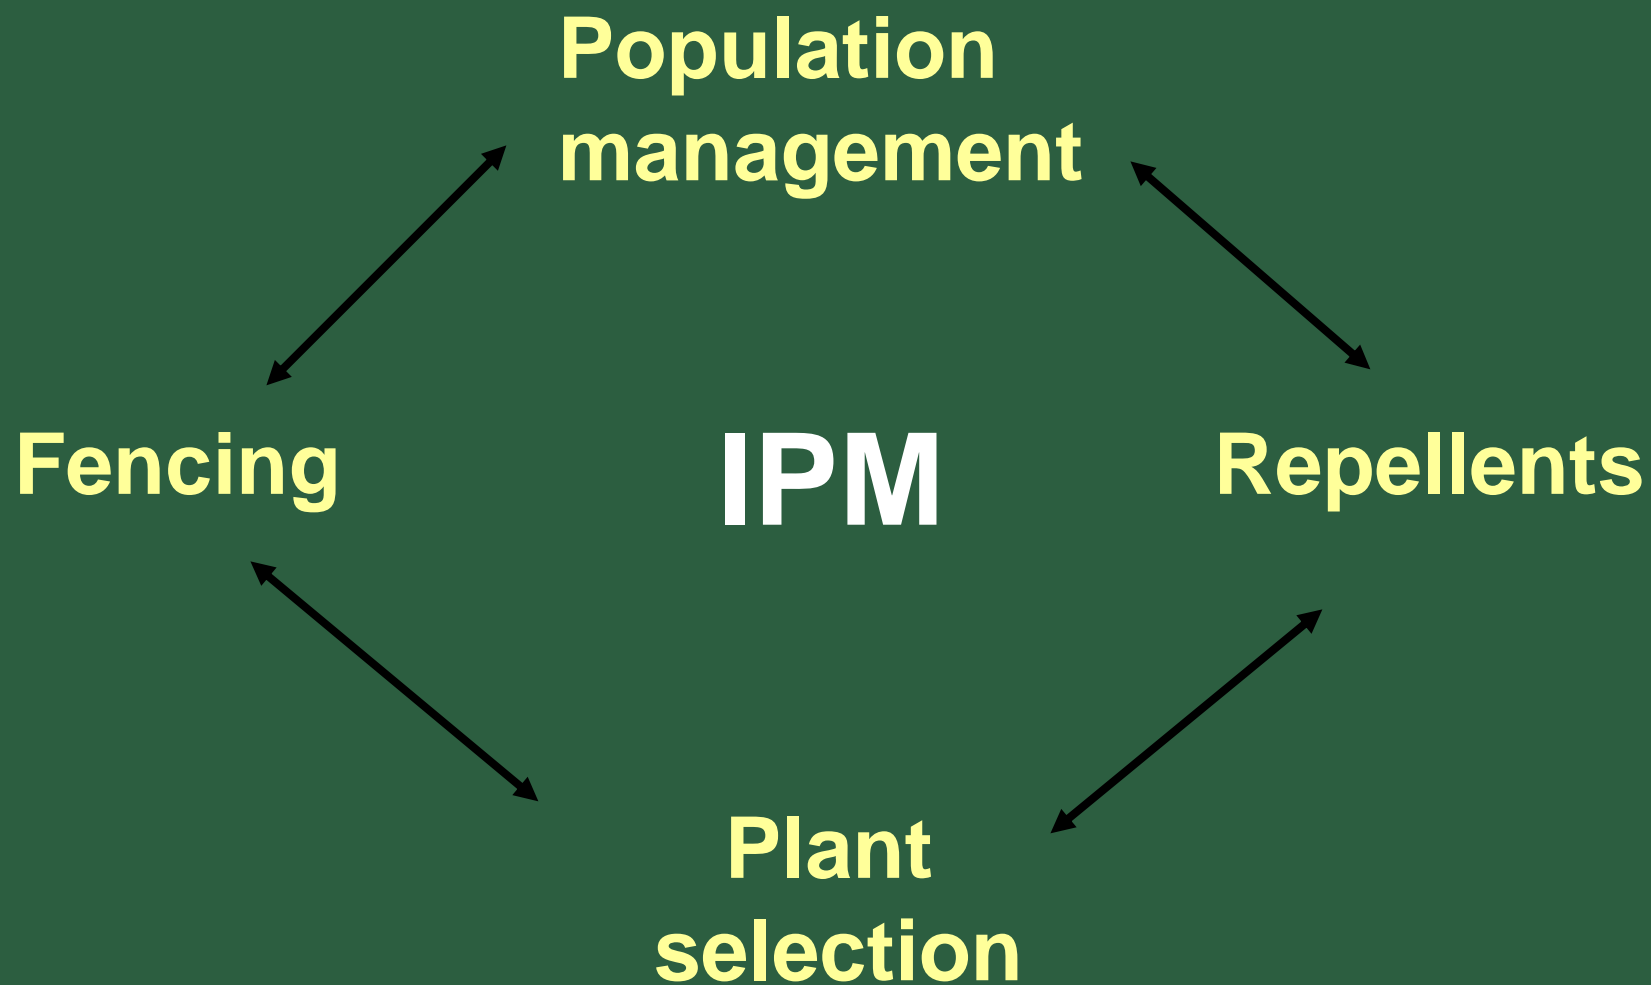 Population
management
Fencing
IPM
Repellents
Plant
selection